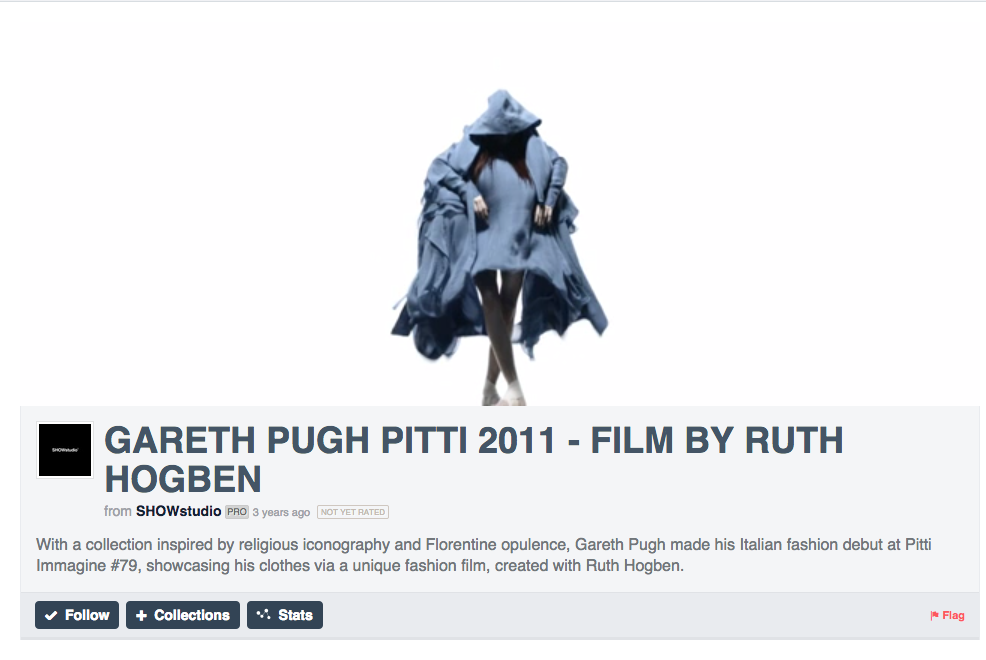 SHOWstudio
GARETH PUGH PITTI 2011 - FILM BY RUTH
HOGBEN
from SHOWstudio PRO 3 years ago NOT YET RATED
With a collection inspired by religious iconography and Florentine opulence, Gareth Pugh made his Italian fashion debut at Pitti
Immagine #79, showcasing his clothes via a unique fashion film, created with Ruth Hogben.
Follow Collections Stats Flag